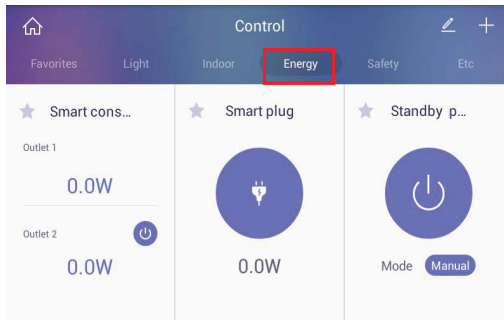 Control
Favorites Light Indoor Energy Safety Etc
Smart cons... Smart plug Standby p...
Outlet 1
0.0W
Outlet 2
0.0W
0.0W
Mode Manual